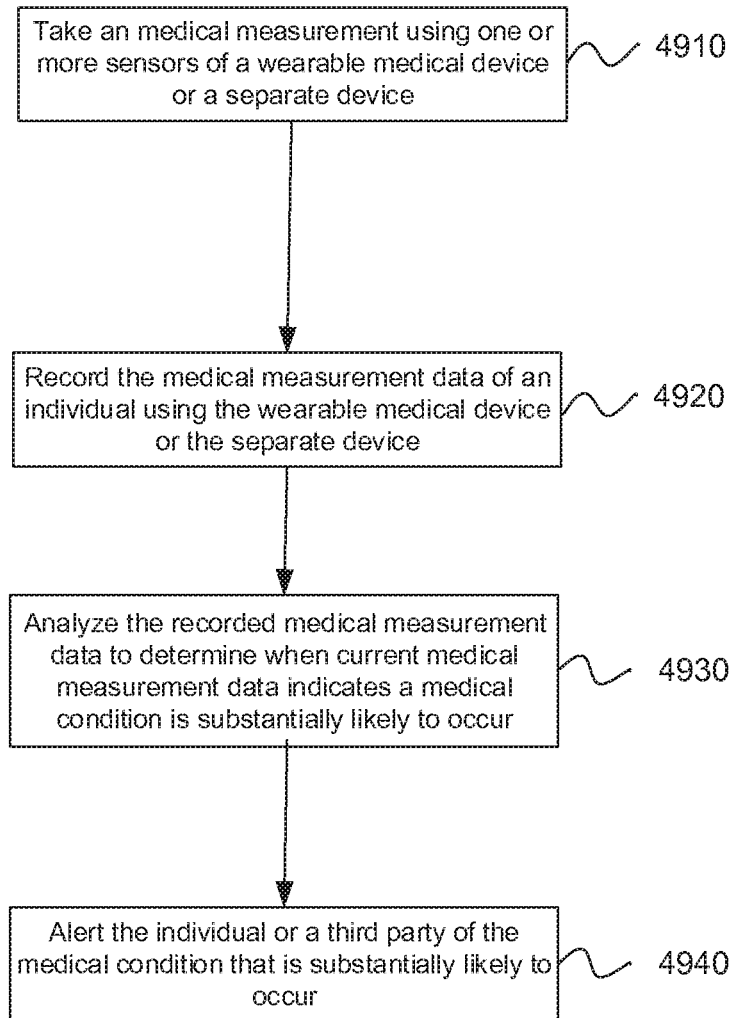 Take an medical measurement using one or
more sensors of a wearable medical device
or a separate device
4910
Record the medical measurement data of an
individual using the wearable medical device
or the separate device
4920
Analyze the recorded medical measurement
data to determine when current medical
measurement data indicates a medical
condition is substantially likely to occur
4930
Alert the individual or a third party of the
medical condition that is substantially likely to
occur
4940